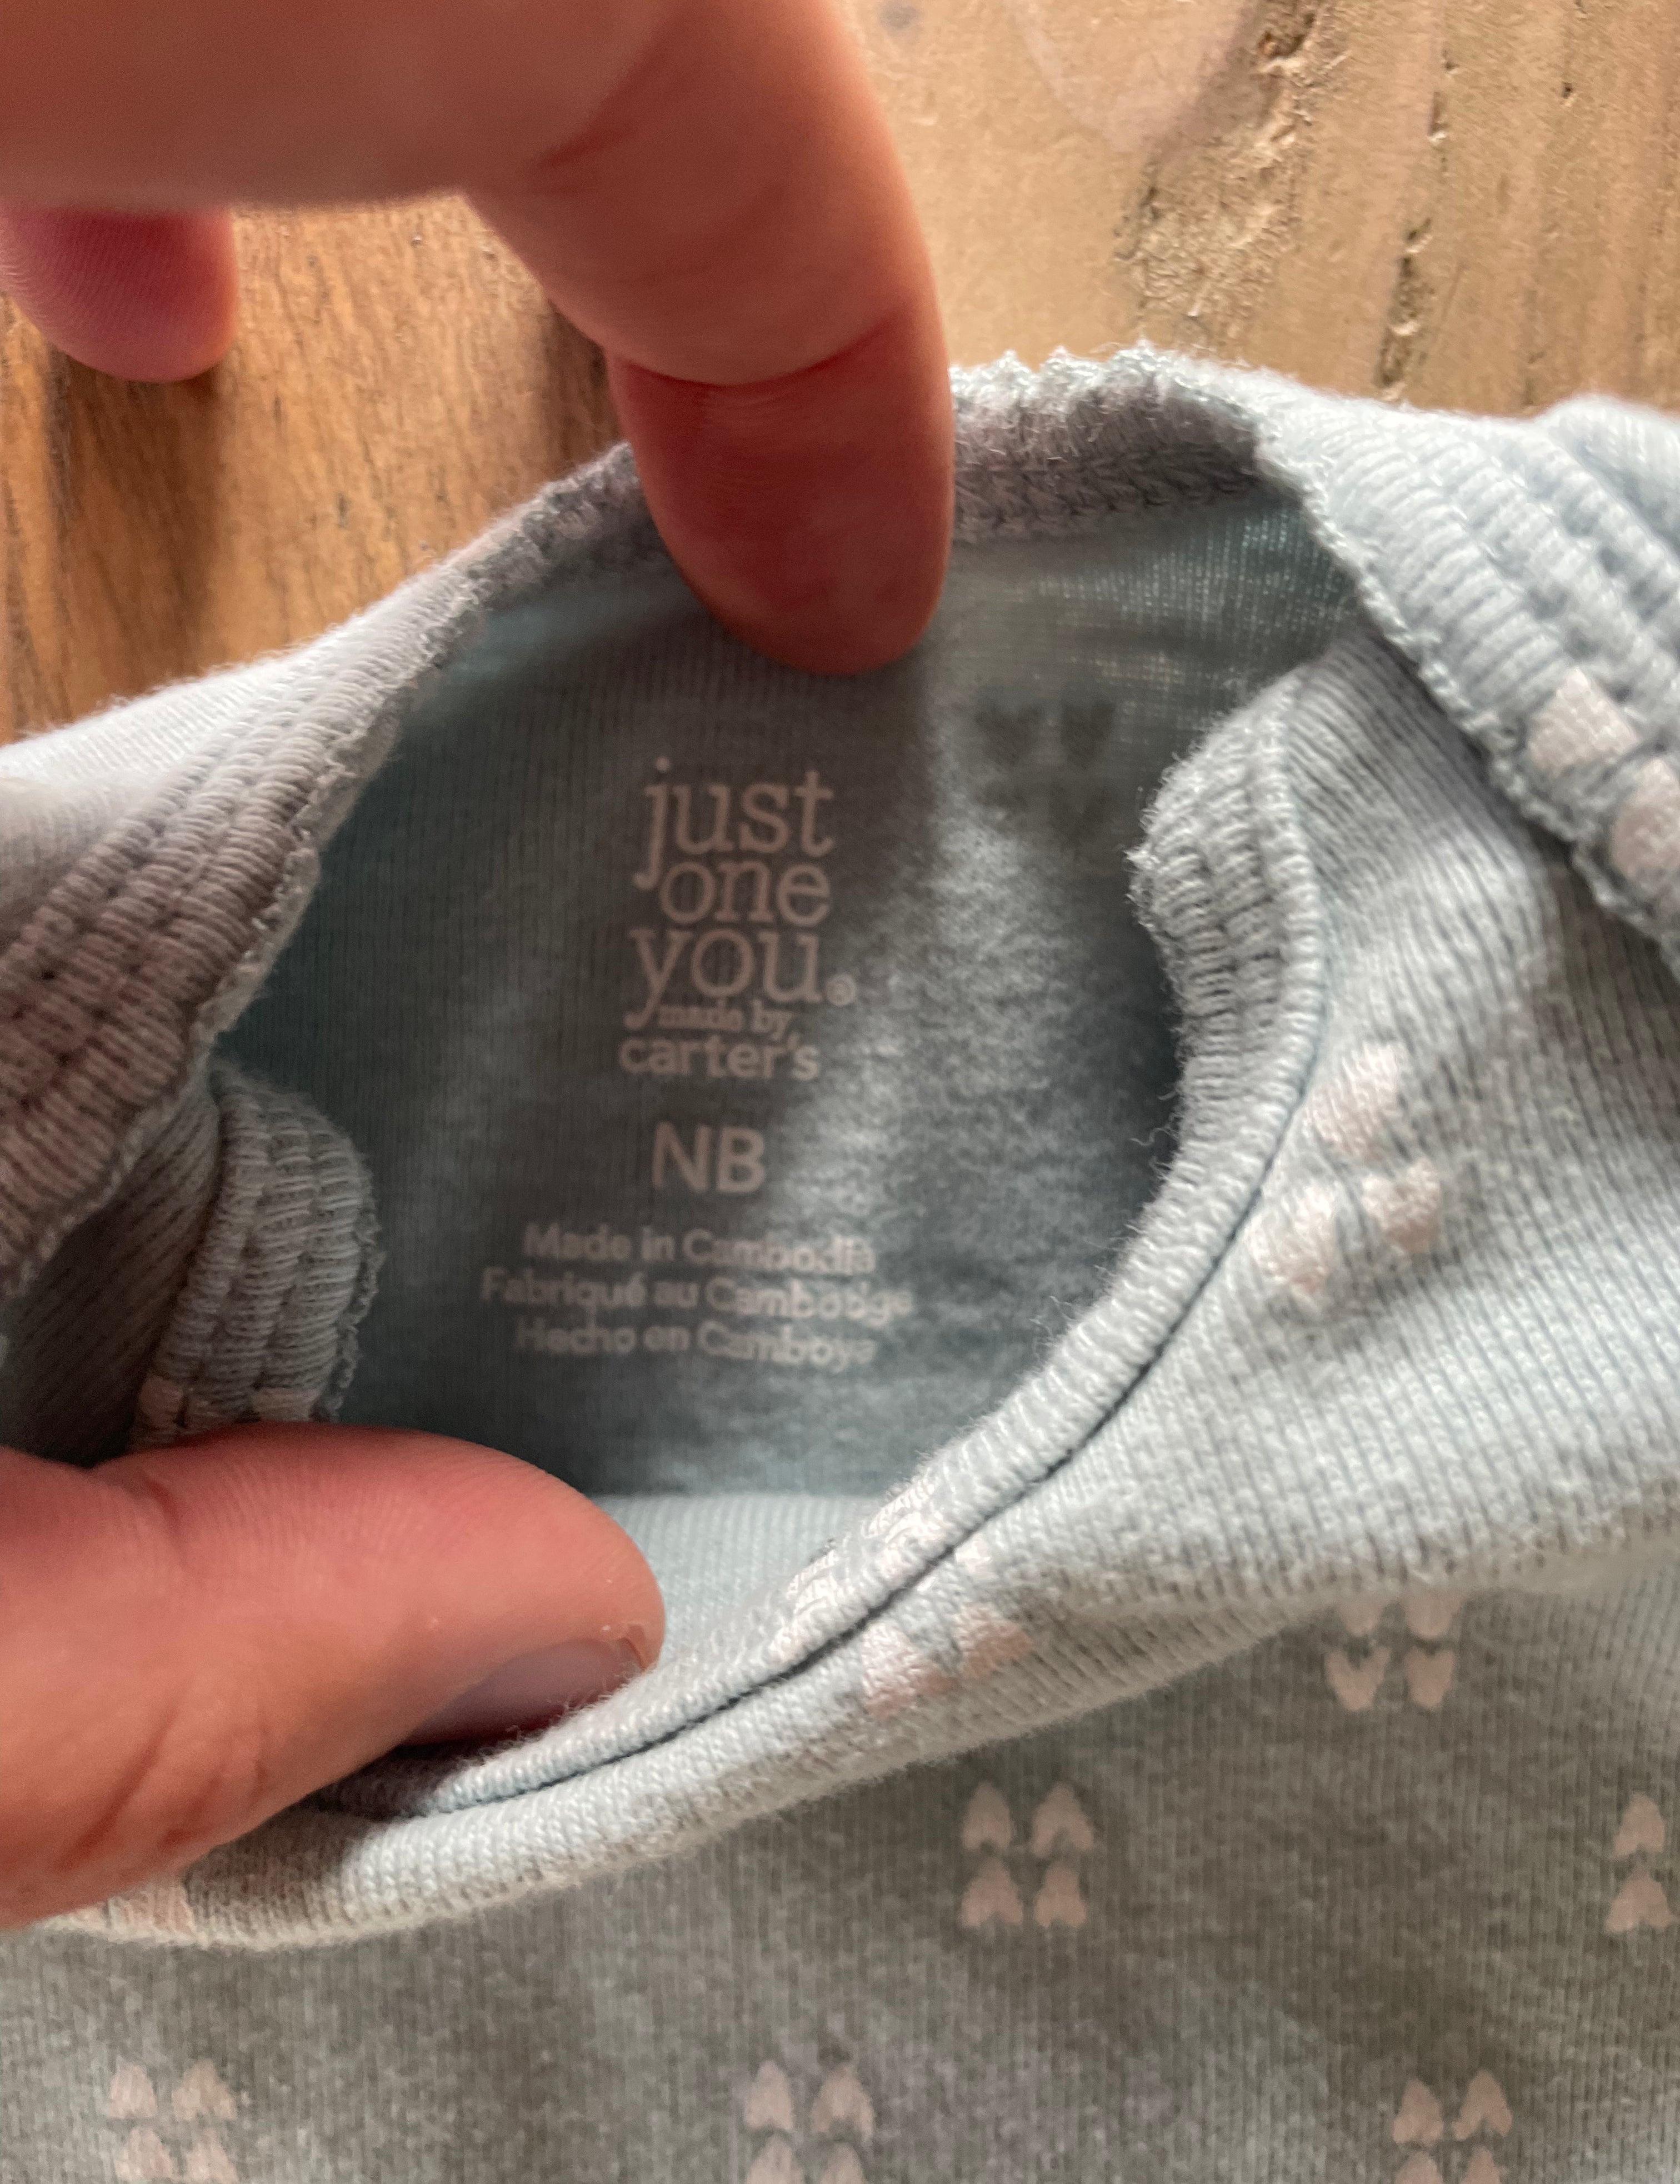 just
one
you®
made by
carter's
NB
Made in Cambodia
Fabriqué au Cambodge
Hecho en Camboya